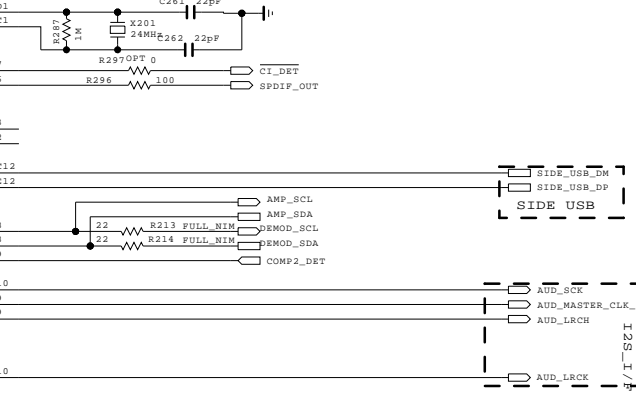 C261 22pF
R287
1M
X201
24MHz
C262 22pF
R297 OPT 0
CI_DET
R296 100
SPDIF_OUT
SIDE_USB_DM
SIDE_USB_DP
SIDE USB
AMP_SCL
AMP_SDA
22 R213 FULL_NIM DEMOD_SCL
22 R214 FULL_NIM DEMOD_SDA
COMP2_DET
AUD_SCK
AUD_MASTER_CLK_
AUD_LRCH
I2S_I/F
AUD_LRCK